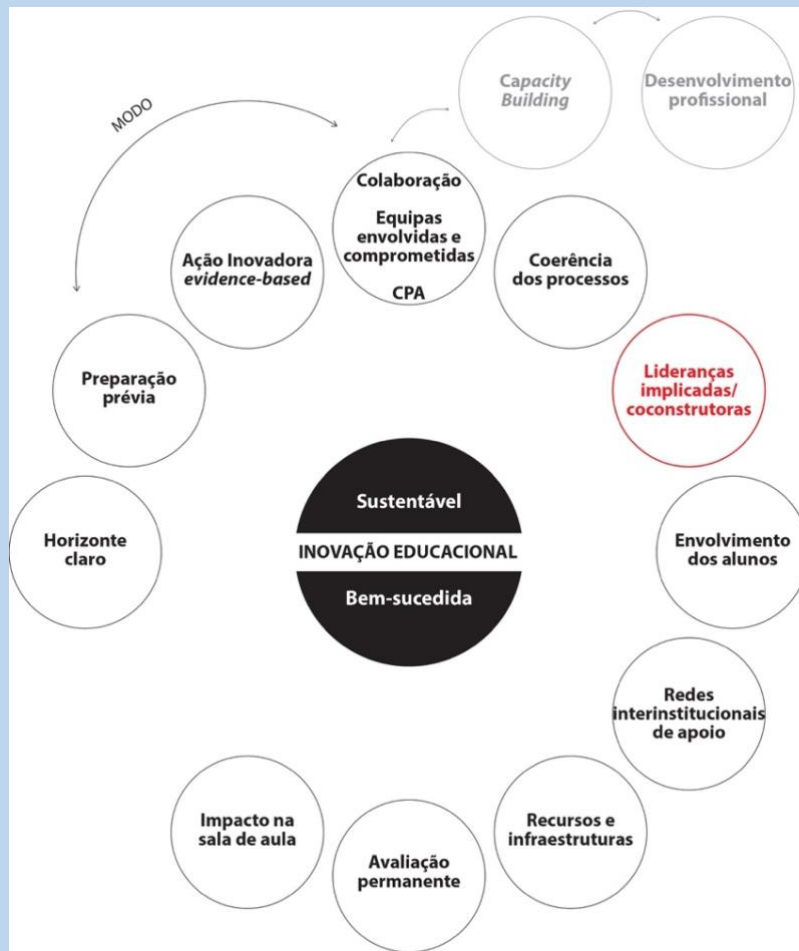 MODO
Capacity
Building
Desenvolvimento
profissional
Colaboração
Equipas
envolvidas e
comprometidas
CPA
Ação Inovadora
evidence-based
Coerência
dos processos
Preparação
prévia
Lideranças
implicadas/
coconstrutoras
Horizonte
claro
Sustentável
INOVAÇÃO EDUCACIONAL
Bem-sucedida
Envolvimento
dos alunos
Redes
interinstitucionais
de apoio
Impacto na
sala de aula
Avaliação
permanente
Recursos e
infraestruturas